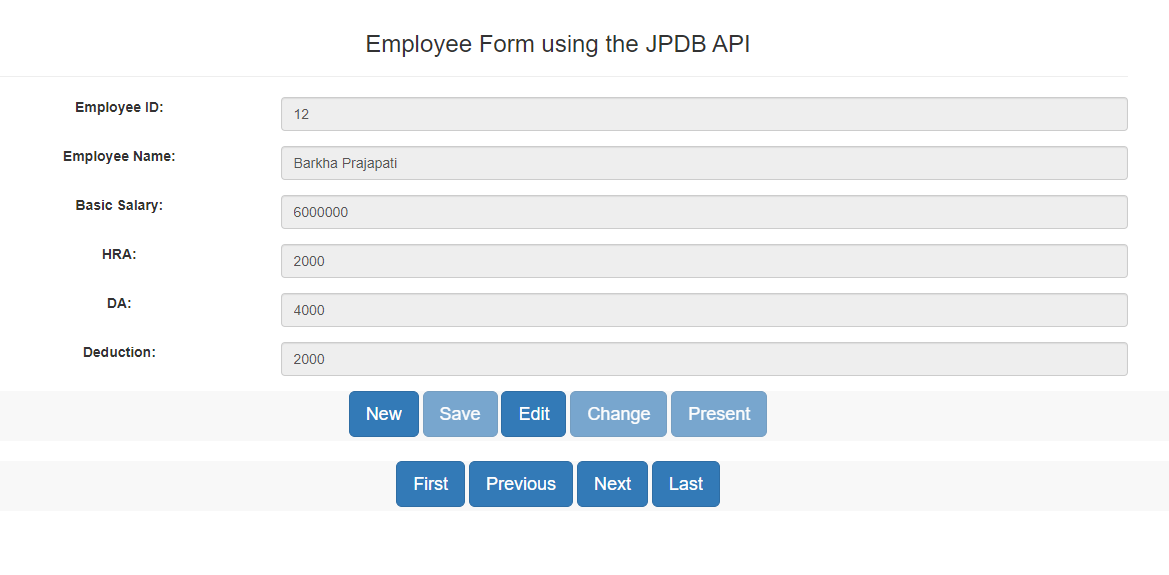 Employee Form using the JPDB API
Employee ID: 12
Employee Name: Barkha Prajapati
Basic Salary: 6000000
HRA: 2000
DA: 4000
Deduction: 2000
New Save Edit Change Present
First Previous Next Last